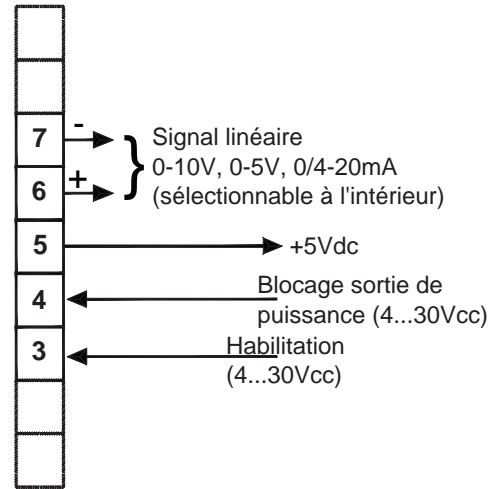 7 - Signal linéaire
6 + 0-10V, 0-5V, 0/4-20mA
(sélectionnable à l'intérieur)
5 +5Vdc
4 Blocage sortie de
puissance (4...30Vcc)
3 Habilitation
(4...30Vcc)